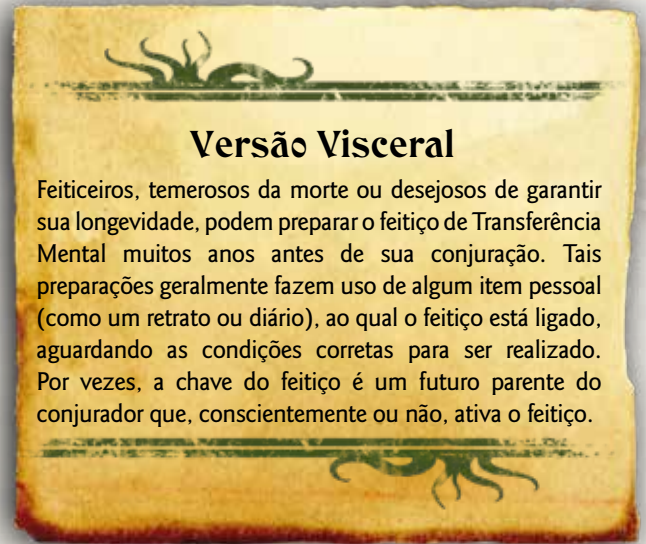 Versão Visceral
Feiticeiros, temerosos da morte ou desejosos de garantir
sua longevidade, podem preparar o feitiço de Transferência
Mental muitos anos antes de sua conjuração. Tais
preparações geralmente fazem uso de algum item pessoal
(como um retrato ou diário), ao qual o feitiço está ligado,
aguardando as condições corretas para ser realizado.
Por vezes, a chave do feitiço é um futuro parente do
conjurador que, conscientemente ou não, ativa o feitiço.